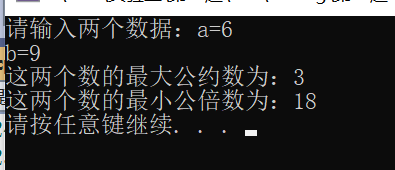 请输入两个数据：a=6
b=9
这两个数的最大公约数为：3
这两个数的最小公倍数为：18
请按任意键继续. . .